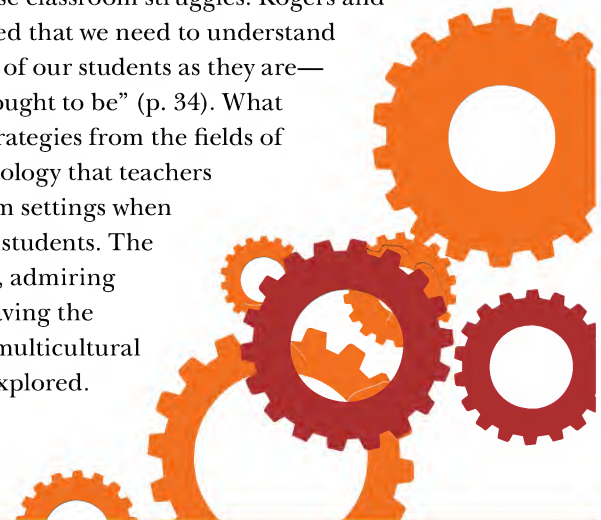 se classroom struggles. Rogers and
ed that we need to understand
of our students as they are—
ought to be” (p. 34). What
rategies from the fields of
ology that teachers
m settings when
students. The
, admiring
aving the
multicultural
xplored.